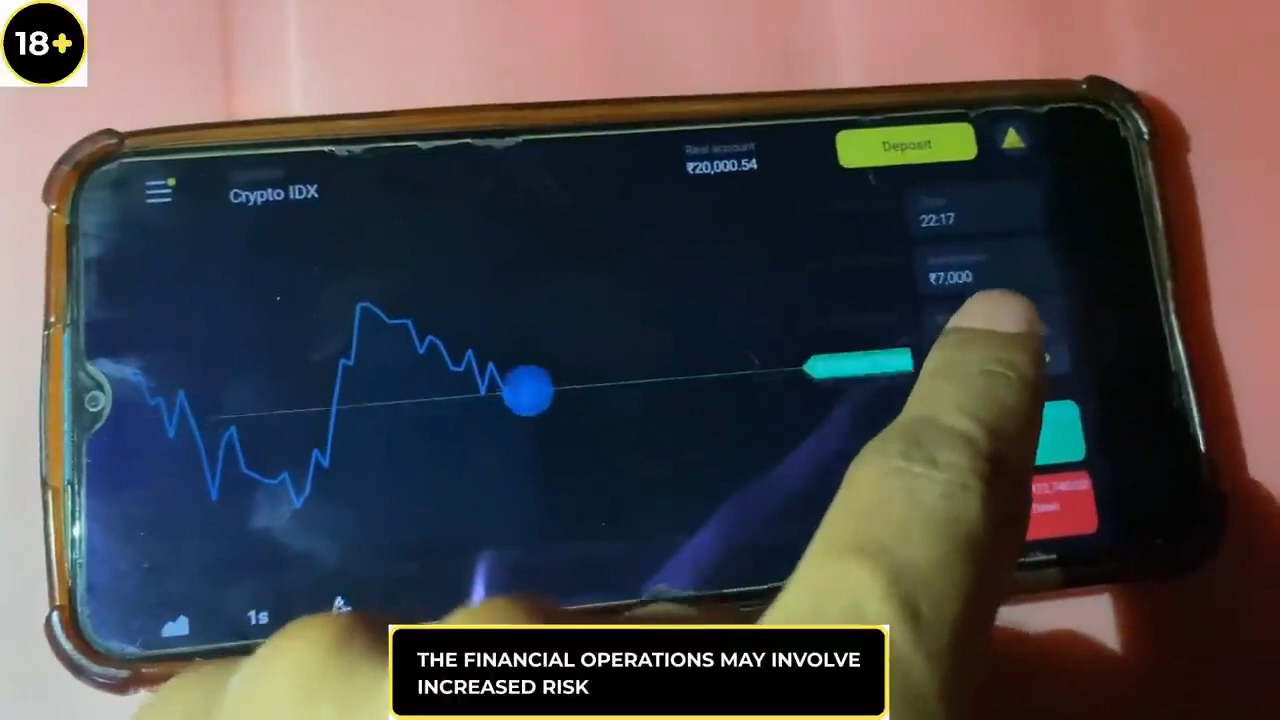 18+
Real account
₹20,000.54
Deposit
Crypto IDX
22:17
₹7,000
1s
THE FINANCIAL OPERATIONS MAY INVOLVE
INCREASED RISK